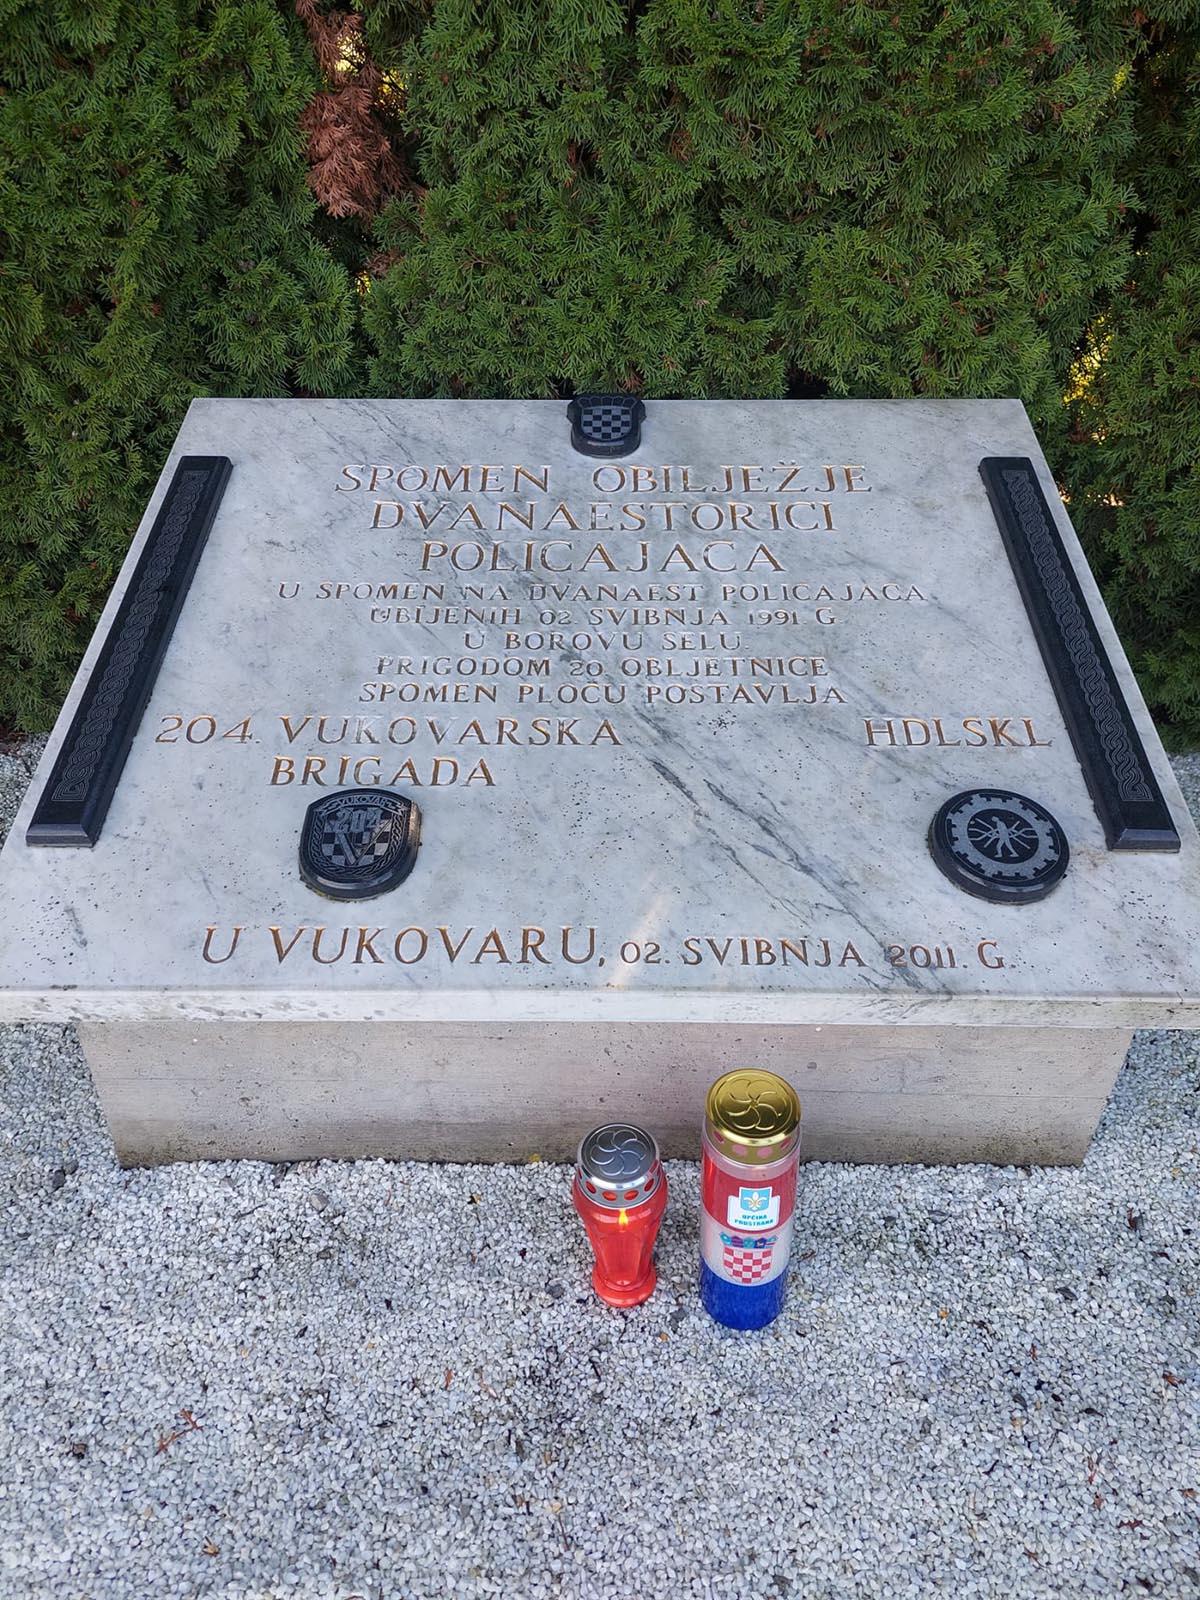 SPOMEN OBILJEŽJE
DVANAESTORICI
POLICAJACA
U SPOMEN NA DVANAEST POLICAJACA
UBIJENIH 02. SVIBNJA 1991. G.
U BOROVU SELU.
PRIGODOM 20. OBLJETNICE
SPOMEN PLOČU POSTAVLJA
204. VUKOVARSKA
BRIGADA
HDLSKL
VUKOVAR
204
U VUKOVARU, 02. SVIBNJA 2011. G.
OPĆINA
PODSTRANA